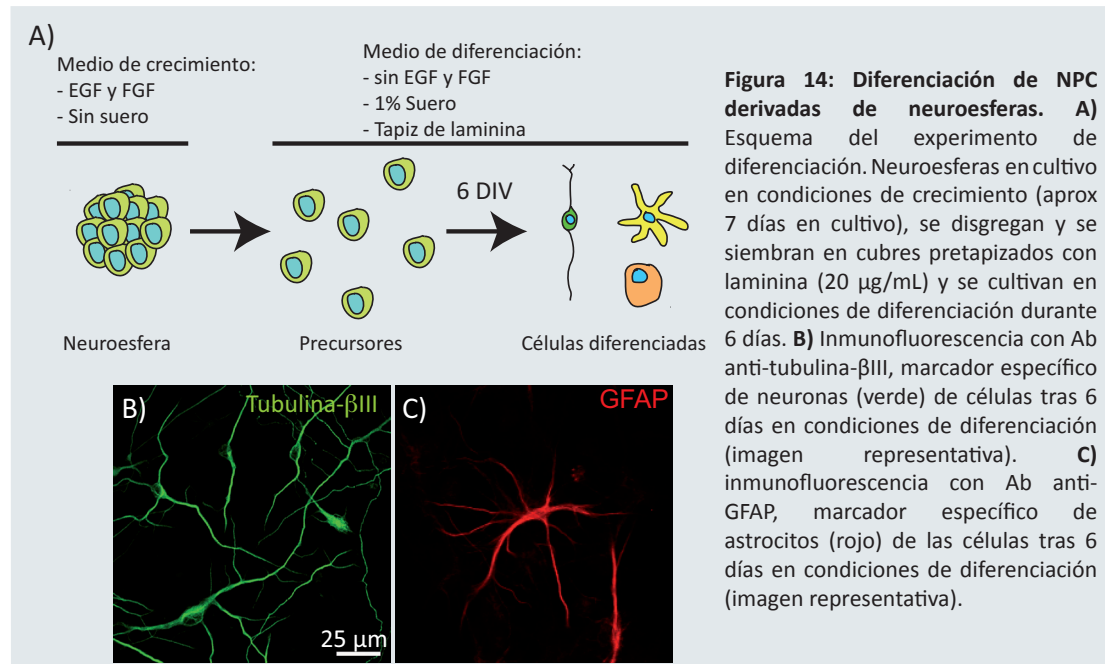 A)
Medio de crecimiento:
- EGF y FGF
- Sin suero
Medio de diferenciación:
- sin EGF y FGF
- 1% Suero
- Tapiz de laminina
6 DIV
Neuroesfera
Precursores
Células diferenciadas
B)
Tubulina-βIII
25 μm
C)
GFAP
Figura 14: Diferenciación de NPC
derivadas de neuroesferas. A)
Esquema del experimento de
diferenciación. Neuroesferas en cultivo
en condiciones de crecimiento (aprox
7 días en cultivo), se disgregan y se
siembran en cubres pretapizados con
laminina (20 μg/mL) y se cultivan en
condiciones de diferenciación durante
6 días. B) Inmunofluorescencia con Ab
anti-tubulina-βIII, marcador específico
de neuronas (verde) de células tras 6
días en condiciones de diferenciación
(imagen representativa). C)
inmunofluorescencia con Ab anti-
GFAP, marcador específico de
astrocitos (rojo) de las células tras 6
días en condiciones de diferenciación
(imagen representativa).